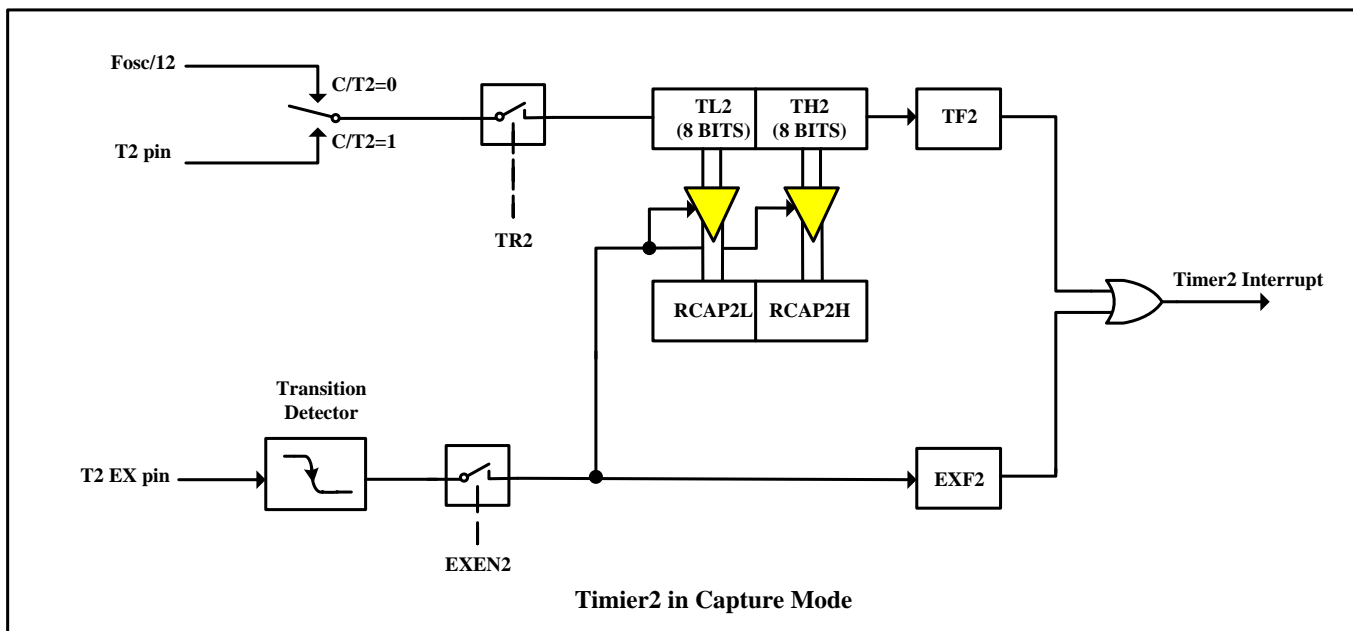 Fosc/12
C/T2=0
C/T2=1
T2 pin
TR2
TL2
(8 BITS)
TH2
(8 BITS)
TF2
RCAP2L
RCAP2H
Timer2 Interrupt
Transition
Detector
T2 EX pin
EXEN2
EXF2
Timier2 in Capture Mode